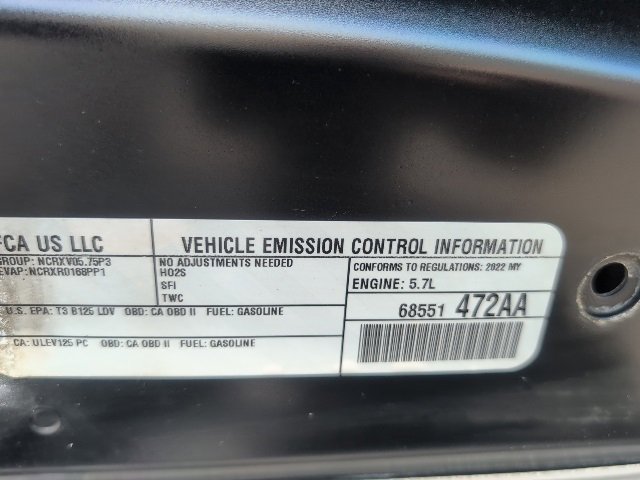 FCA US LLC
VEHICLE EMISSION CONTROL INFORMATION
GROUP: NCRXV05.75P3
EVAP: NCRXR0168PP1
NO ADJUSTMENTS NEEDED
HO2S
SFI
TWC
CONFORMS TO REGULATIONS: 2022 MY
ENGINE: 5.7L
U.S. EPA: T3 B125 LDV OBD: CA OBD II FUEL: GASOLINE
68551 472AA
CA: ULEV125 PC OBD: CA OBD II FUEL: GASOLINE